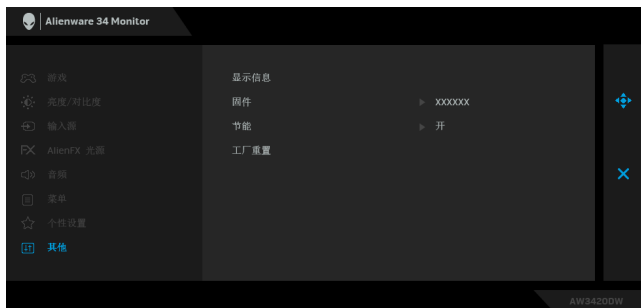 Alienware 34 Monitor
游戏
亮度/对比度
输入源
AlienFX 光源
音频
菜单
个性设置
其他
显示信息
固件 XXXXXX
节能 开
工厂重置
AW3420DW